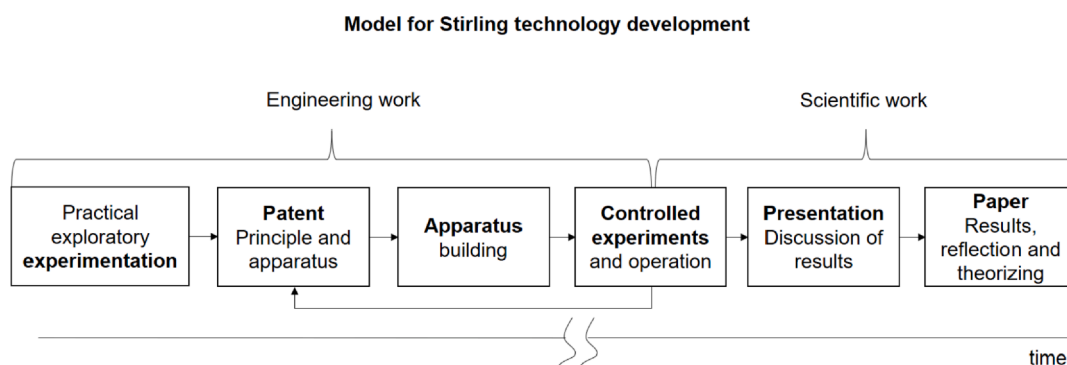 Model for Stirling technology development
Engineering work
Scientific work
Practical
exploratory
experimentation
Patent
Principle and
apparatus
Apparatus
building
Controlled
experiments
and operation
Presentation
Discussion of
results
Paper
Results,
reflection and
theorizing
time